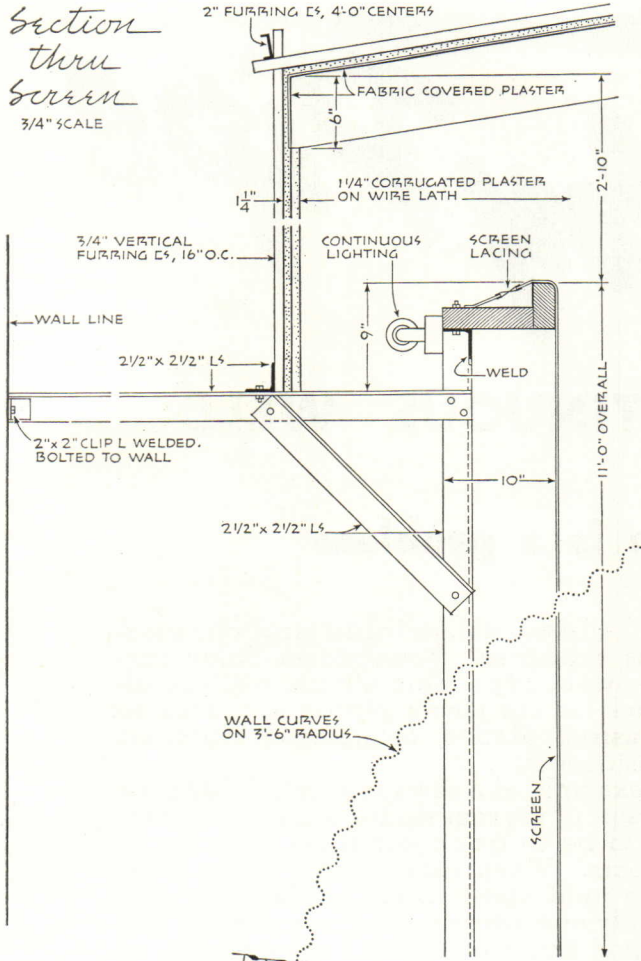 Section
thru
Screen
3/4" SCALE
2" FURRING [S, 4'-0" CENTERS
FABRIC COVERED PLASTER
6"
2'-10"
1 1/4"
1 1/4" CORRUGATED PLASTER
ON WIRE LATH
3/4" VERTICAL
FURRING [S, 16" O.C.
CONTINUOUS
LIGHTING
SCREEN
LACING
WALL LINE
9"
2 1/2" x 2 1/2" LS
WELD
2" x 2" CLIP L WELDED.
BOLTED TO WALL
11'-0" OVERALL
10"
2 1/2" x 2 1/2" LS
WALL CURVES
ON 3'-6" RADIUS
SCREEN